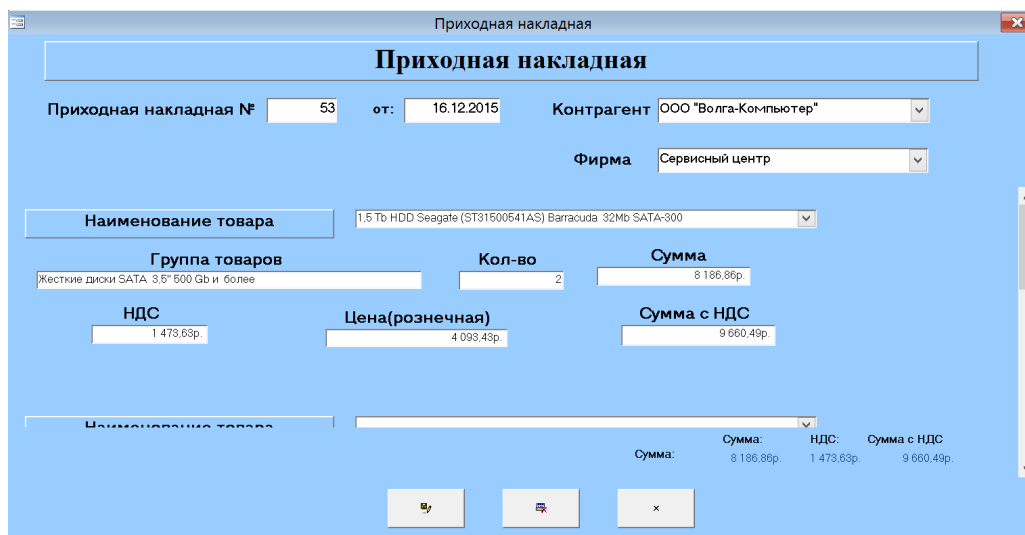 Приходная накладная
Приходная накладная
Приходная накладная № 53 от: 16.12.2015 Контрагент ООО "Волга-Компьютер"
Фирма Сервисный центр
Наименование товара 1,5 Tb HDD Seagate (ST31500541AS) Barracuda 32Mb SATA-300
Группа товаров Кол-во Сумма
Жесткие диски SATA 3,5" 500 Gb и более 2 8 186,86р.
НДС Цена(рознечная) Сумма с НДС
1 473,63р. 4 093,43р. 9 660,49р.
Наименование товара
Сумма: НДС: Сумма с НДС
Сумма: 8 186,86р. 1 473,63р. 9 660,49р.